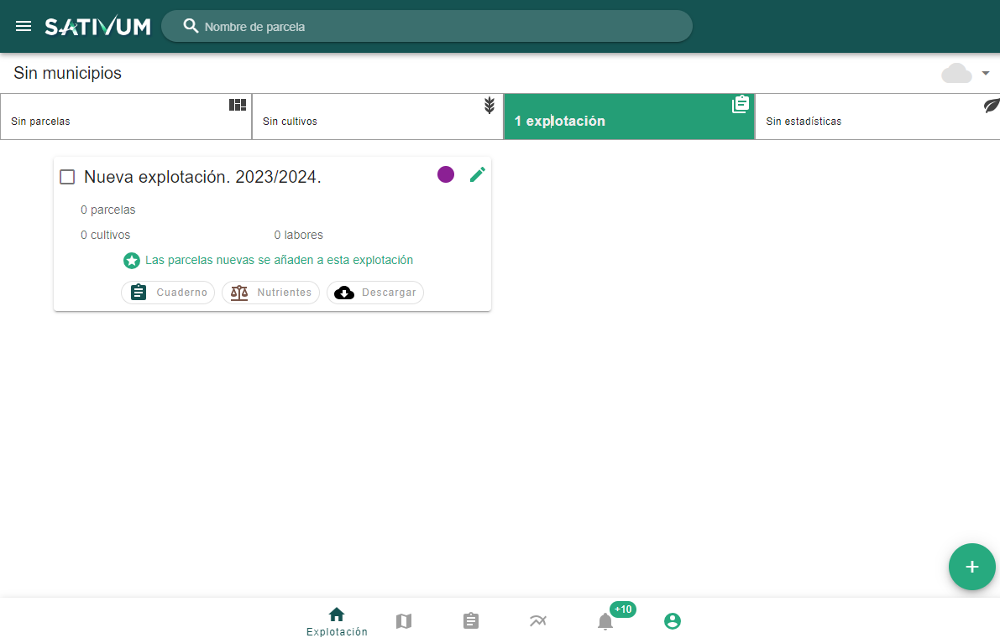 SATIVUM
Nombre de parcela
Sin municipios
Sin parcelas
Sin cultivos
1 explotación
Sin estadísticas
Nueva explotación. 2023/2024.
0 parcelas
0 cultivos
0 labores
Las parcelas nuevas se añaden a esta explotación
Cuaderno
Nutrientes
Descargar
+
+10
Explotación